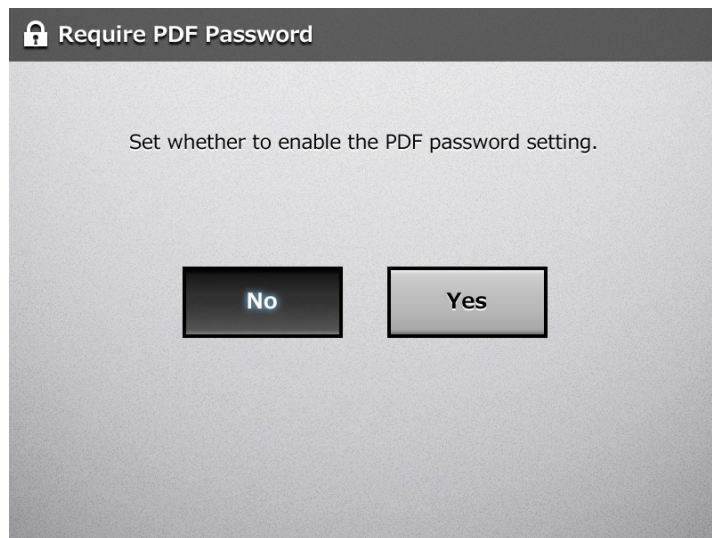 Require PDF Password
Set whether to enable the PDF password setting.
No
Yes